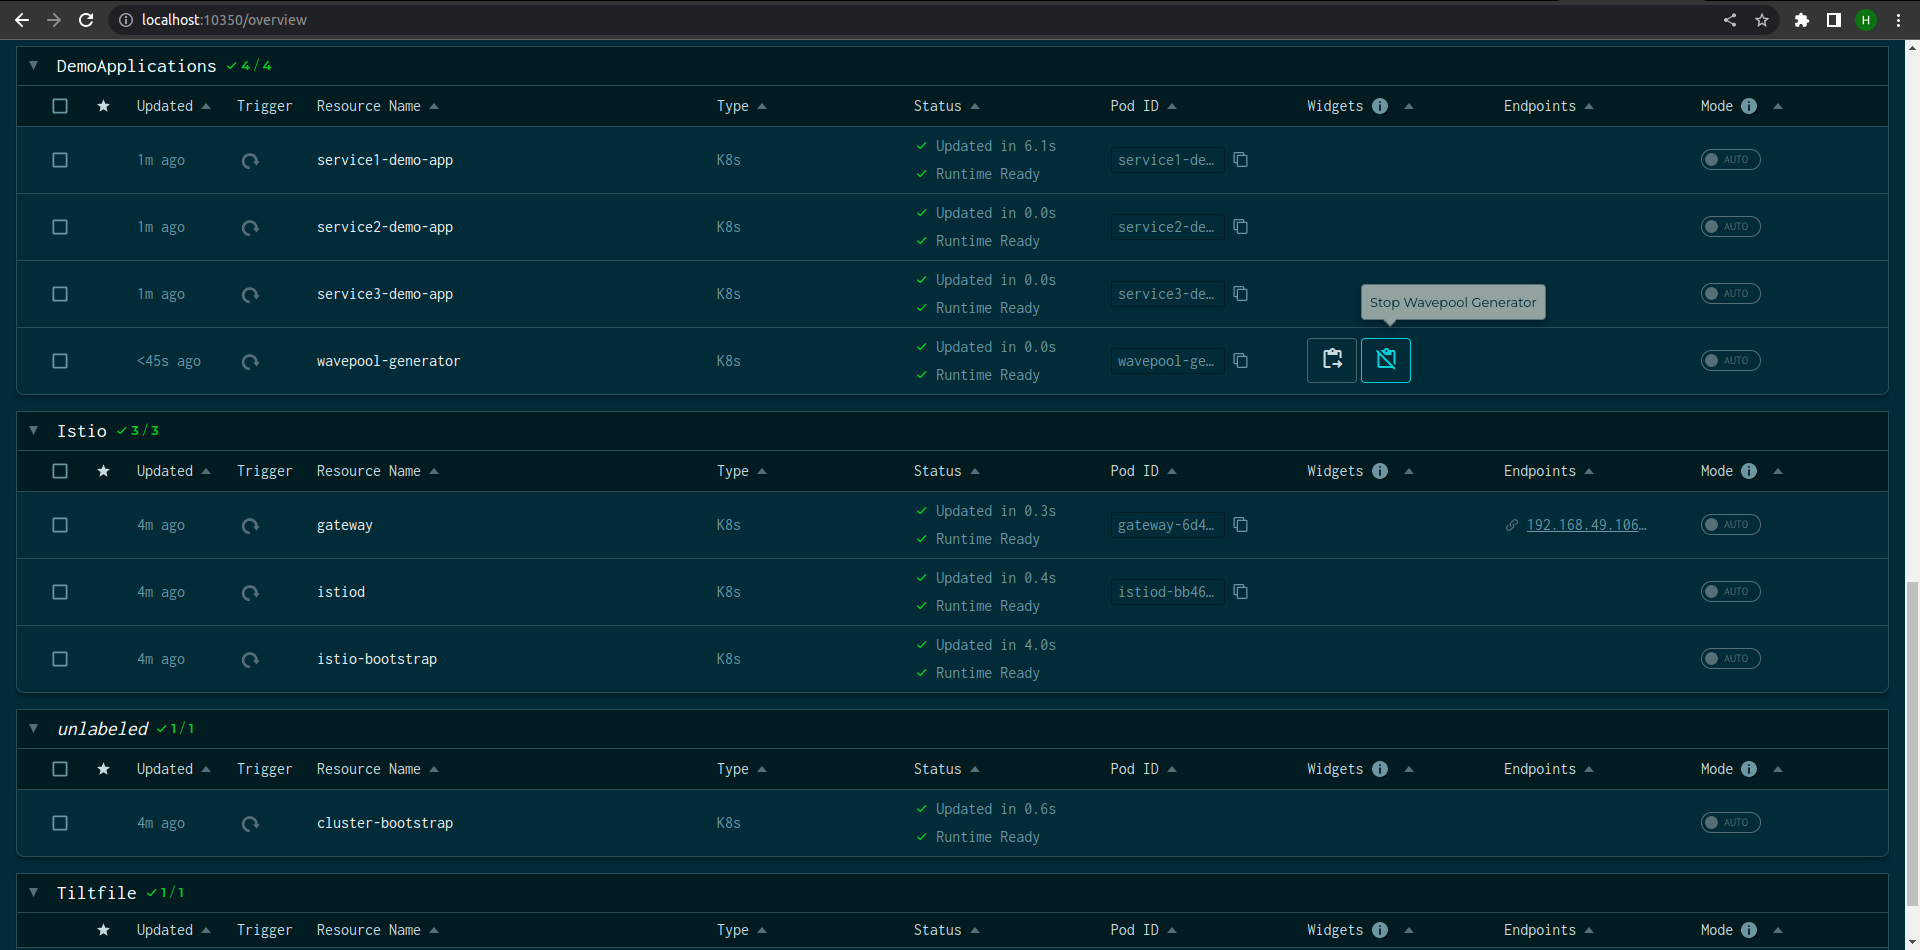 localhost:10350/overview
H
DemoApplications 4/4
Updated Trigger Resource Name Type Status Pod ID Widgets i Endpoints Mode i
1m ago service1-demo-app K8s Updated in 6.1s Runtime Ready service1-de… AUTO
1m ago service2-demo-app K8s Updated in 0.0s Runtime Ready service2-de… AUTO
1m ago service3-demo-app K8s Updated in 0.0s Runtime Ready service3-de… AUTO
Stop Wavepool Generator
<45s ago wavepool-generator K8s Updated in 0.0s Runtime Ready wavepool-ge… AUTO
Istio 3/3
Updated Trigger Resource Name Type Status Pod ID Widgets i Endpoints Mode i
4m ago gateway K8s Updated in 0.3s Runtime Ready gateway-6d4… 192.168.49.106… AUTO
4m ago istiod K8s Updated in 0.4s Runtime Ready istiod-bb46… AUTO
4m ago istio-bootstrap K8s Updated in 4.0s Runtime Ready AUTO
unlabeled 1/1
Updated Trigger Resource Name Type Status Pod ID Widgets i Endpoints Mode i
4m ago cluster-bootstrap K8s Updated in 0.6s Runtime Ready AUTO
Tiltfile 1/1
Updated Trigger Resource Name Type Status Pod ID Widgets i Endpoints Mode i